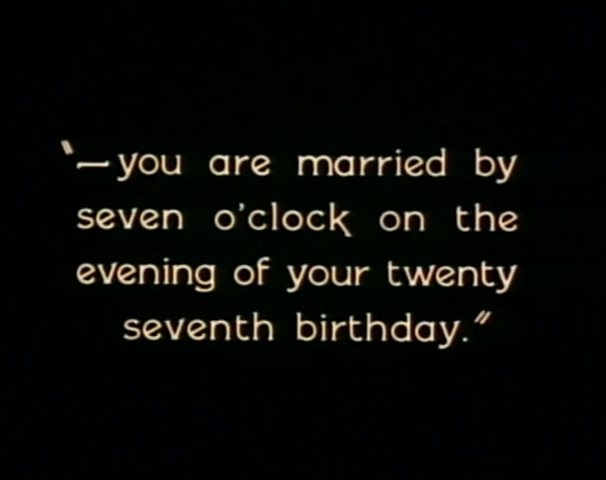 "—you are married by
seven o'clock on the
evening of your twenty
seventh birthday."